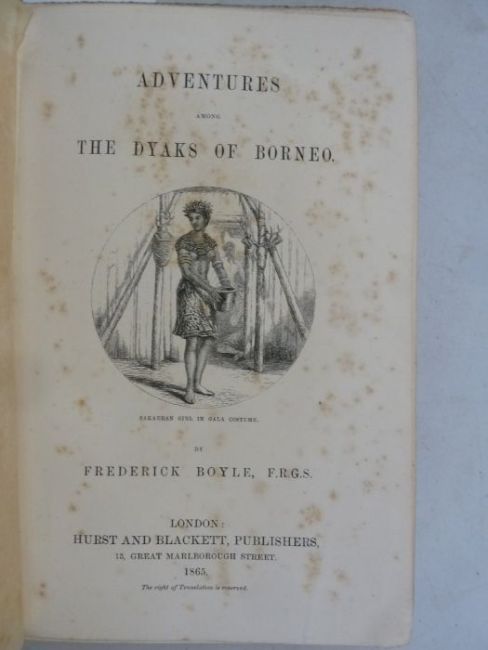 ADVENTURES
AMONG
THE DYAKS OF BORNEO.
SAKARRAN GIRL IN GALA COSTUME.
BY
FREDERICK BOYLE, F.R.G.S.
LONDON:
HURST AND BLACKETT, PUBLISHERS,
13, GREAT MARLBOROUGH STREET.
1865.
The right of Translation is reserved.